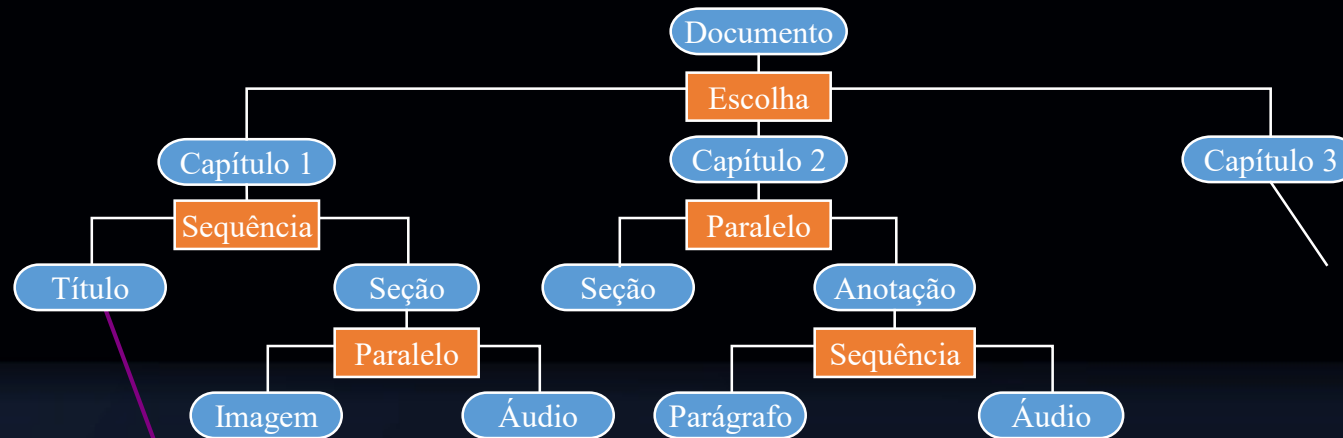 Documento
Escolha
Capítulo 1
Capítulo 2
Capítulo 3
Sequência
Paralelo
Título
Seção
Seção
Anotação
Paralelo
Sequência
Imagem
Áudio
Parágrafo
Áudio